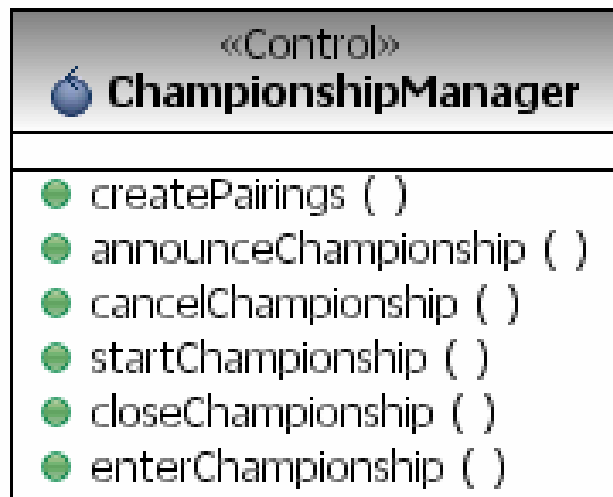 «Control»
ChampionshipManager
createPairings ( )
announceChampionship ( )
cancelChampionship ( )
startChampionship ( )
closeChampionship ( )
enterChampionship ( )